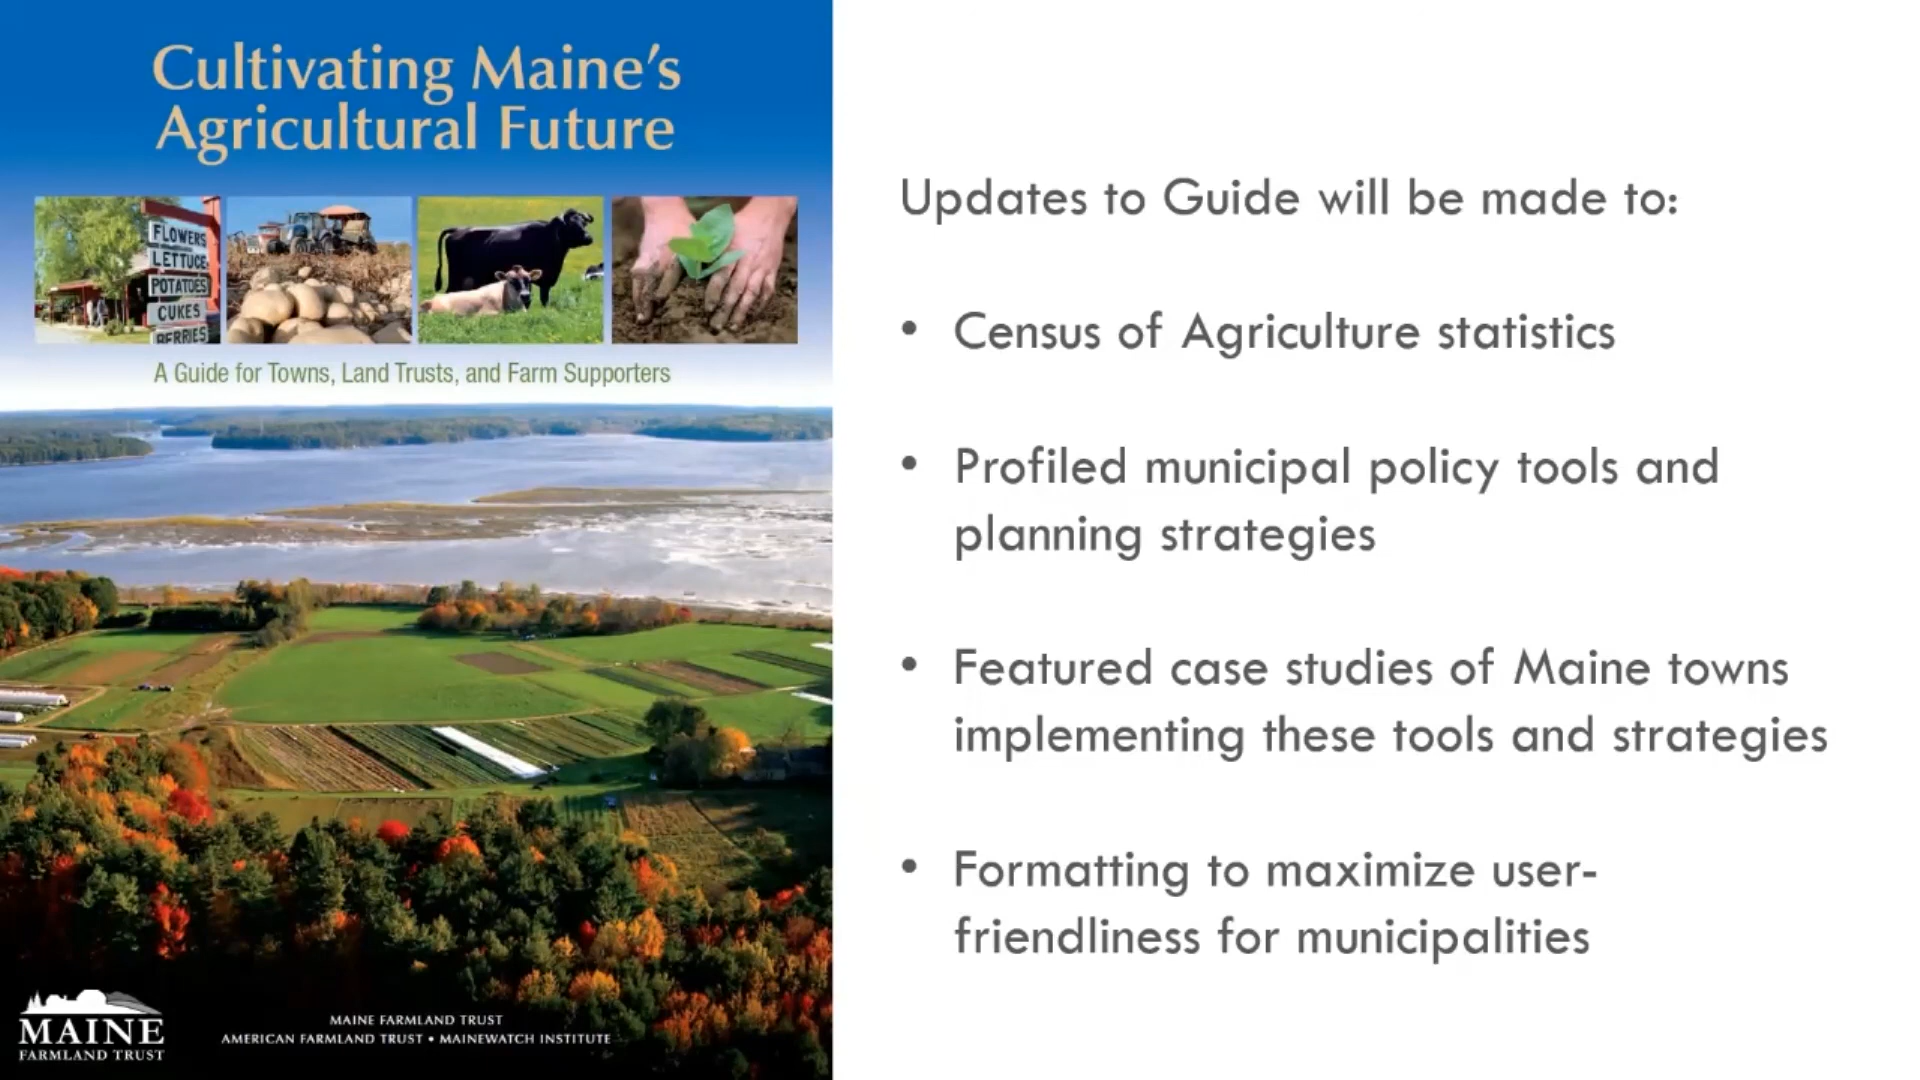 Cultivating Maine's
Agricultural Future
FLOWERS
LETTUCE
POTATOES
CUKES
BERRIES
A Guide for Towns, Land Trusts, and Farm Supporters
MAINE
FARMLAND TRUST
MAINE FARMLAND TRUST
AMERICAN FARMLAND TRUST • MAINEWATCH INSTITUTE
Updates to Guide will be made to:
• Census of Agriculture statistics
• Profiled municipal policy tools and
planning strategies
• Featured case studies of Maine towns
implementing these tools and strategies
• Formatting to maximize user-
friendliness for municipalities